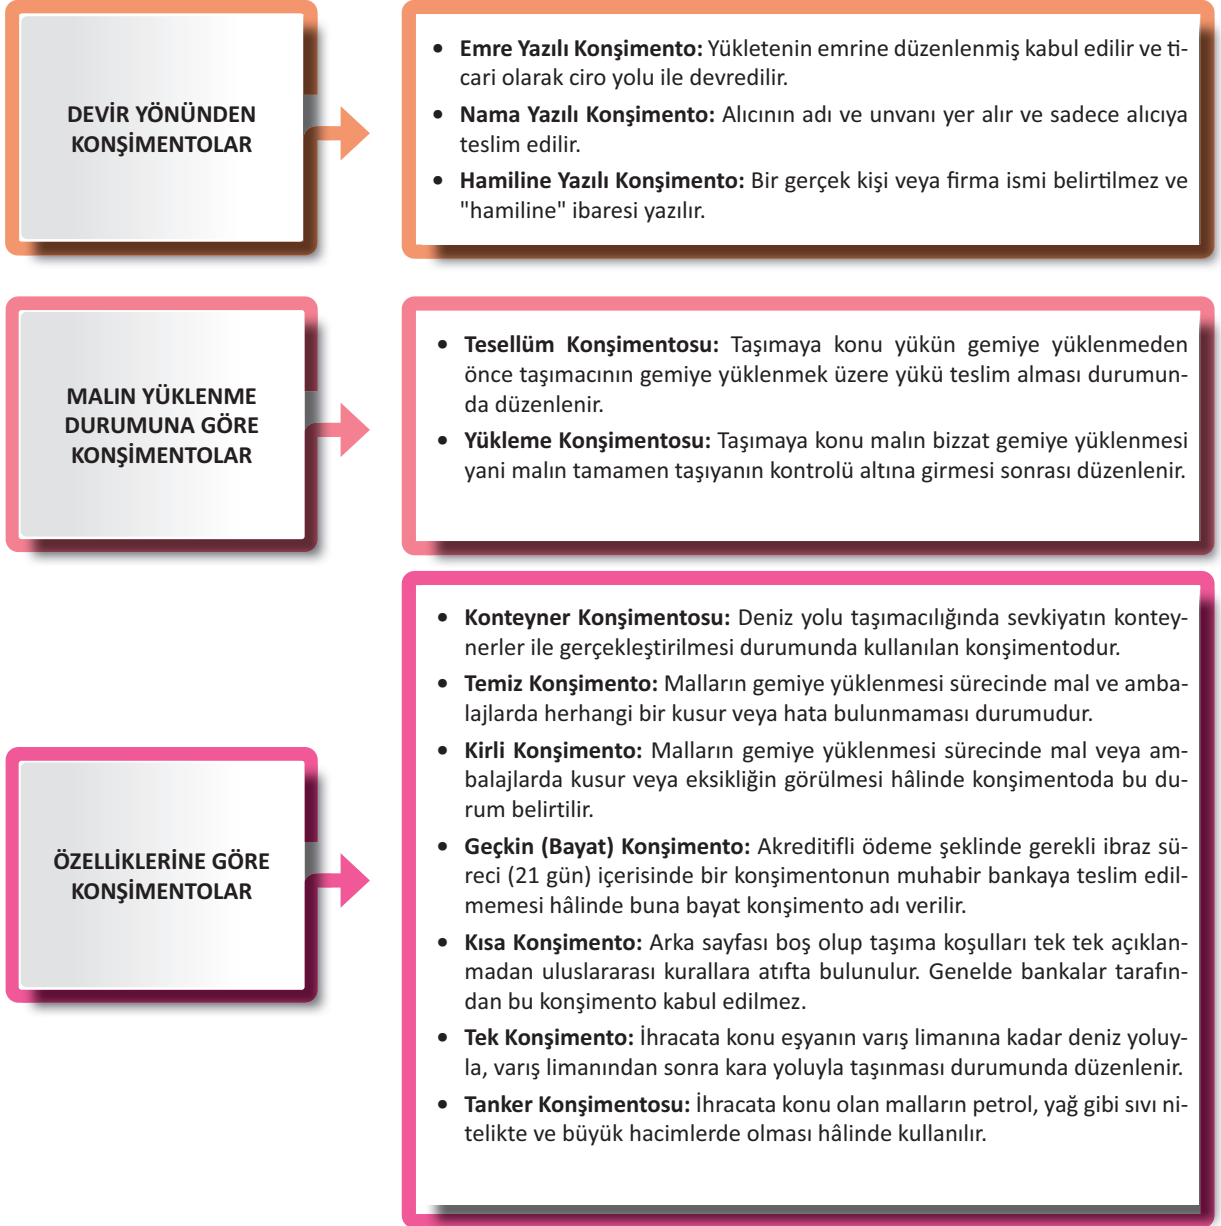 DEVİR YÖNÜNDEN
KONŞİMENTOLAR
• Emre Yazılı Konşimento: Yükletenin emrine düzenlenmiş kabul edilir ve ti-
cari olarak ciro yolu ile devredilir.
• Nama Yazılı Konşimento: Alıcının adı ve unvanı yer alır ve sadece alıcıya
teslim edilir.
• Hamiline Yazılı Konşimento: Bir gerçek kişi veya firma ismi belirtilmez ve
"hamiline" ibaresi yazılır.
MALIN YÜKLENME
DURUMUNA GÖRE
KONŞİMENTOLAR
• Tesellüm Konşimentosu: Taşımaya konu yükün gemiye yüklenmeden
önce taşımacının gemiye yüklenmek üzere yükü teslim alması durumun-
da düzenlenir.
• Yükleme Konşimentosu: Taşımaya konu malın bizzat gemiye yüklenmesi
yani malın tamamen taşıyanın kontrolü altına girmesi sonrası düzenlenir.
ÖZELLİKLERİNE GÖRE
KONŞİMENTOLAR
• Konteyner Konşimentosu: Deniz yolu taşımacılığında sevkiyatın kontey-
nerler ile gerçekleştirilmesi durumunda kullanılan konşimentodur.
• Temiz Konşimento: Malların gemiye yüklenmesi sürecinde mal ve amba-
lajlarda herhangi bir kusur veya hata bulunmaması durumudur.
• Kirli Konşimento: Malların gemiye yüklenmesi sürecinde mal veya am-
balajlarda kusur veya eksikliğin görülmesi hâlinde konşimentoda bu du-
rum belirtilir.
• Geçkin (Bayat) Konşimento: Akreditifli ödeme şeklinde gerekli ibraz sü-
reci (21 gün) içerisinde bir konşimentonun muhabir bankaya teslim edil-
memesi hâlinde buna bayat konşimento adı verilir.
• Kısa Konşimento: Arka sayfası boş olup taşıma koşulları tek tek açıklan-
madan uluslararası kurallara atıfta bulunulur. Genelde bankalar tarafın-
dan bu konşimento kabul edilmez.
• Tek Konşimento: İhracata konu eşyanın varış limanına kadar deniz yoluy-
la, varış limanından sonra kara yoluyla taşınması durumunda düzenlenir.
• Tanker Konşimentosu: İhracata konu olan malların petrol, yağ gibi sıvı ni-
telikte ve büyük hacimlerde olması hâlinde kullanılır.